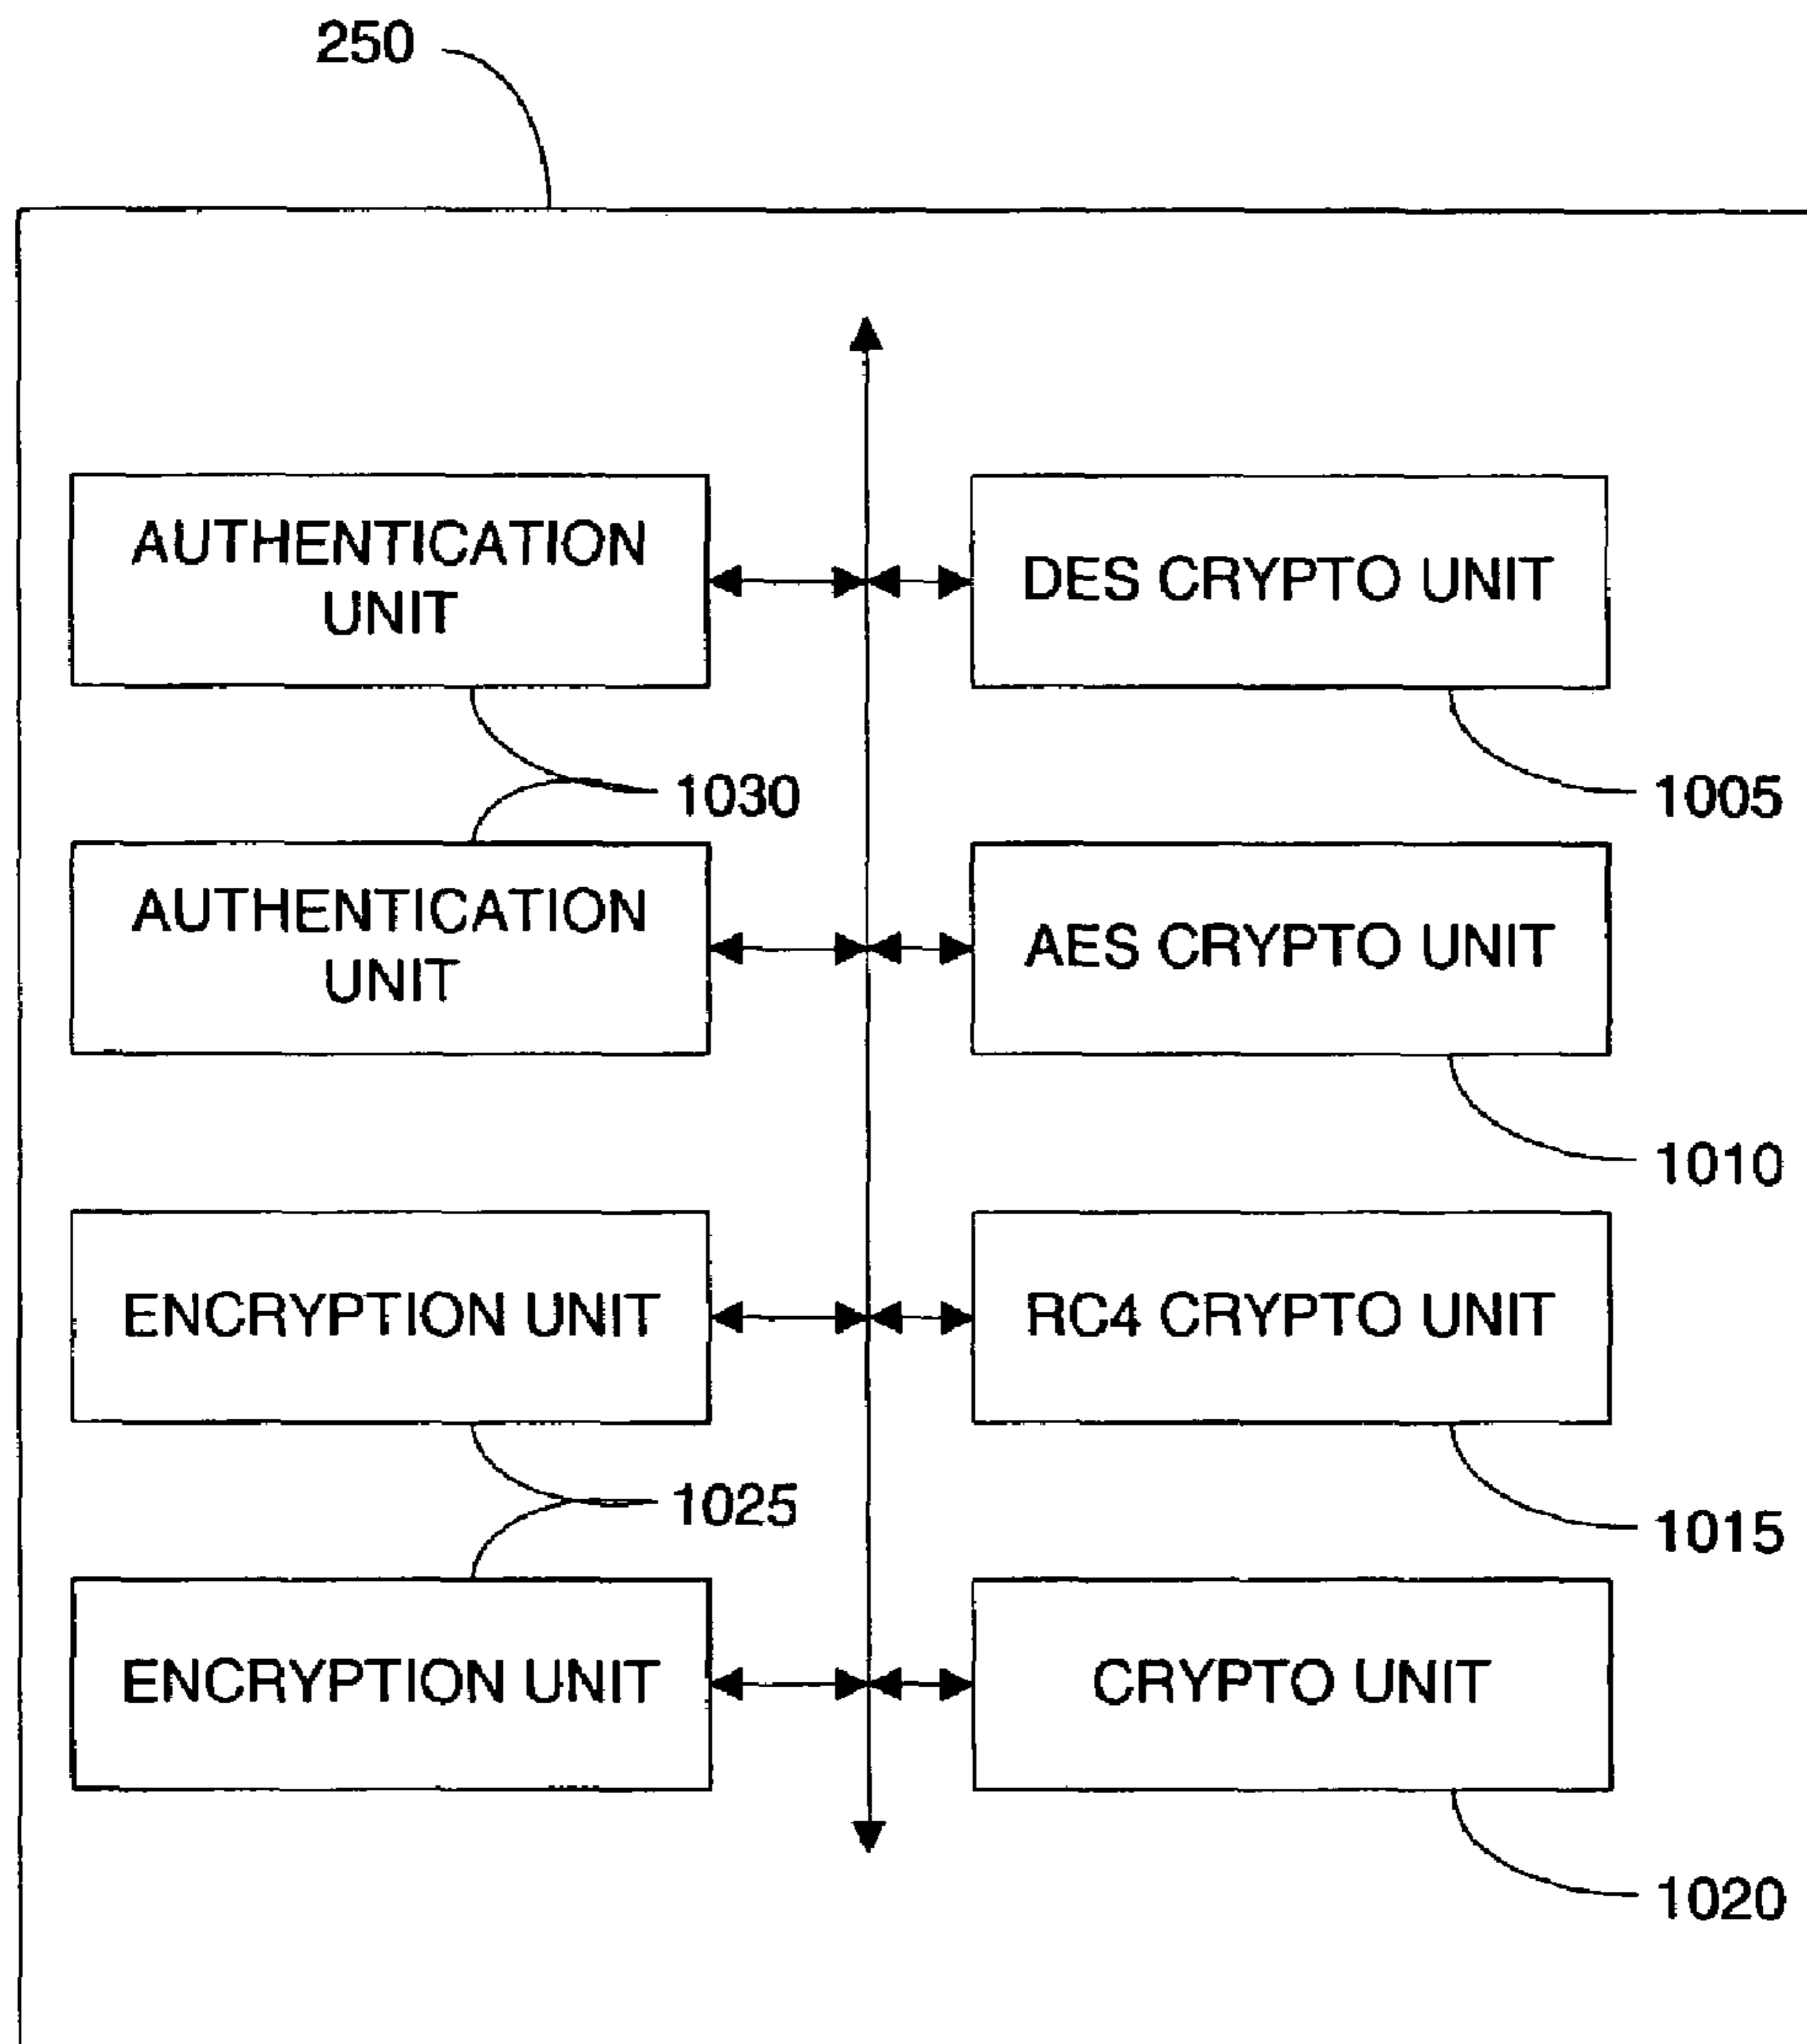 250
AUTHENTICATION
UNIT
DES CRYPTO UNIT
1030
1005
AUTHENTICATION
UNIT
AES CRYPTO UNIT
1010
ENCRYPTION UNIT
RC4 CRYPTO UNIT
1025
1015
ENCRYPTION UNIT
CRYPTO UNIT
1020